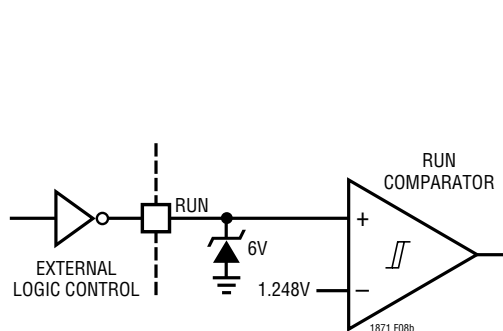 RUN
COMPARATOR
RUN
+
6V
EXTERNAL
LOGIC CONTROL
1.248V
–
1871 F08b